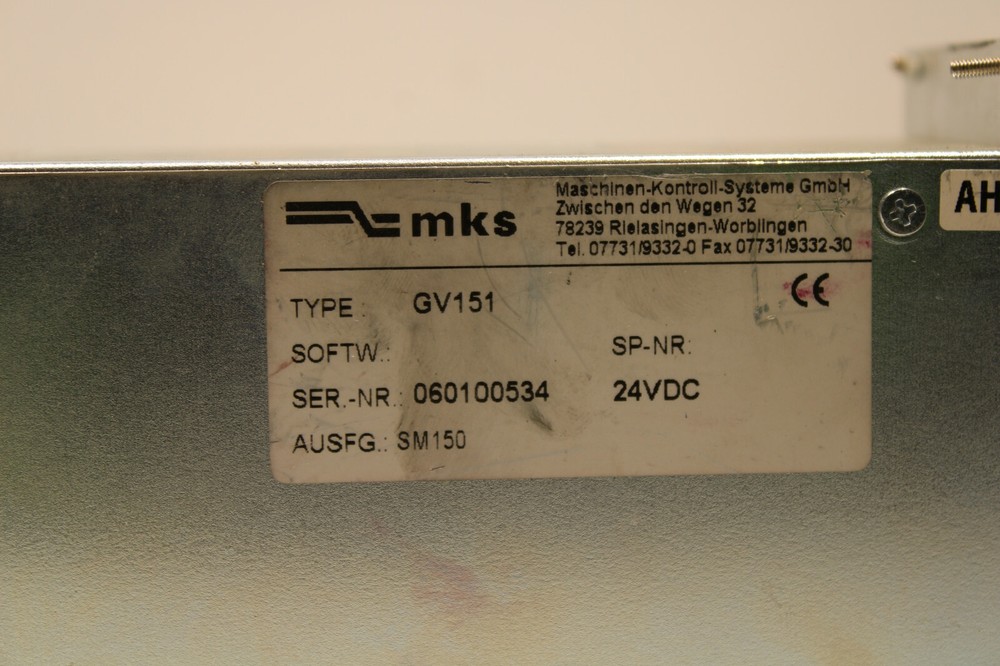 mks
Maschinen-Kontroll-Systeme GmbH
Zwischen den Wegen 32
78239 Rielasingen-Worblingen
Tel. 07731/9332-0 Fax 07731/9332-30
CE
TYPE : GV151
SOFTW.: SP-NR:
SER.-NR.: 060100534 24VDC
AUSFG.: SM150
AH